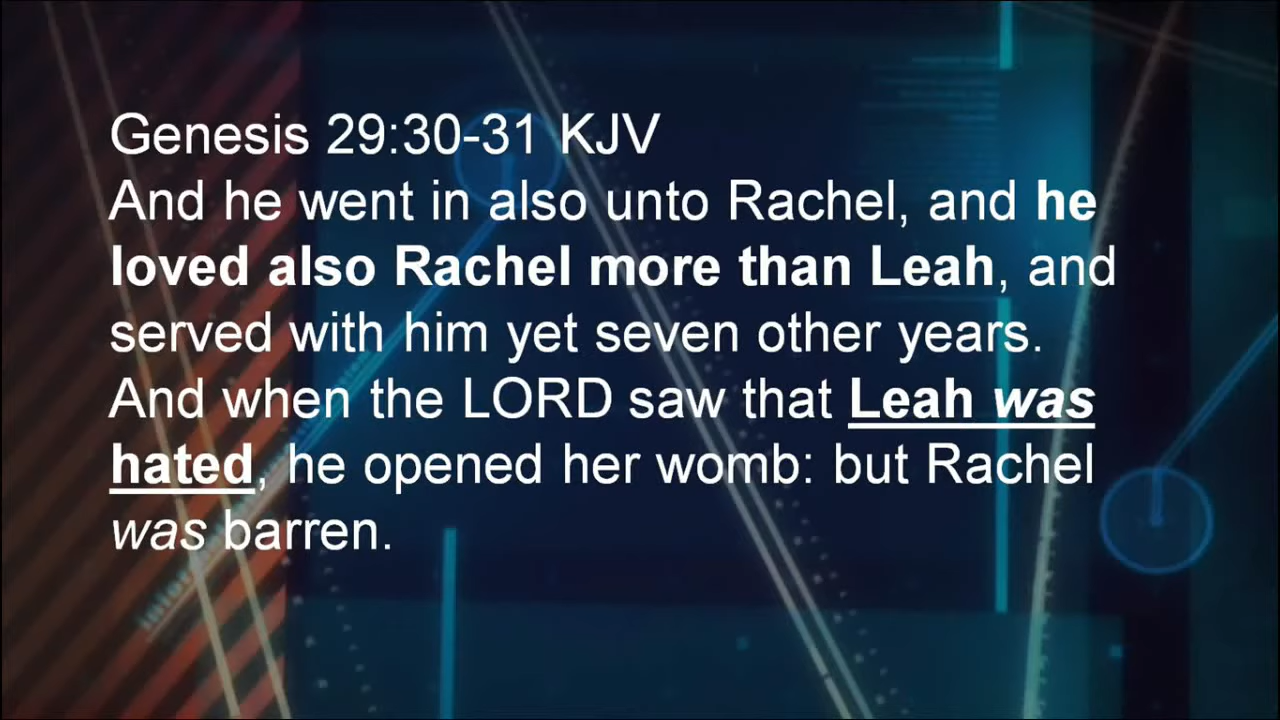 Genesis 29:30-31 KJV
And he went in also unto Rachel, and he
loved also Rachel more than Leah, and
served with him yet seven other years.
And when the LORD saw that Leah was
hated, he opened her womb: but Rachel
was barren.